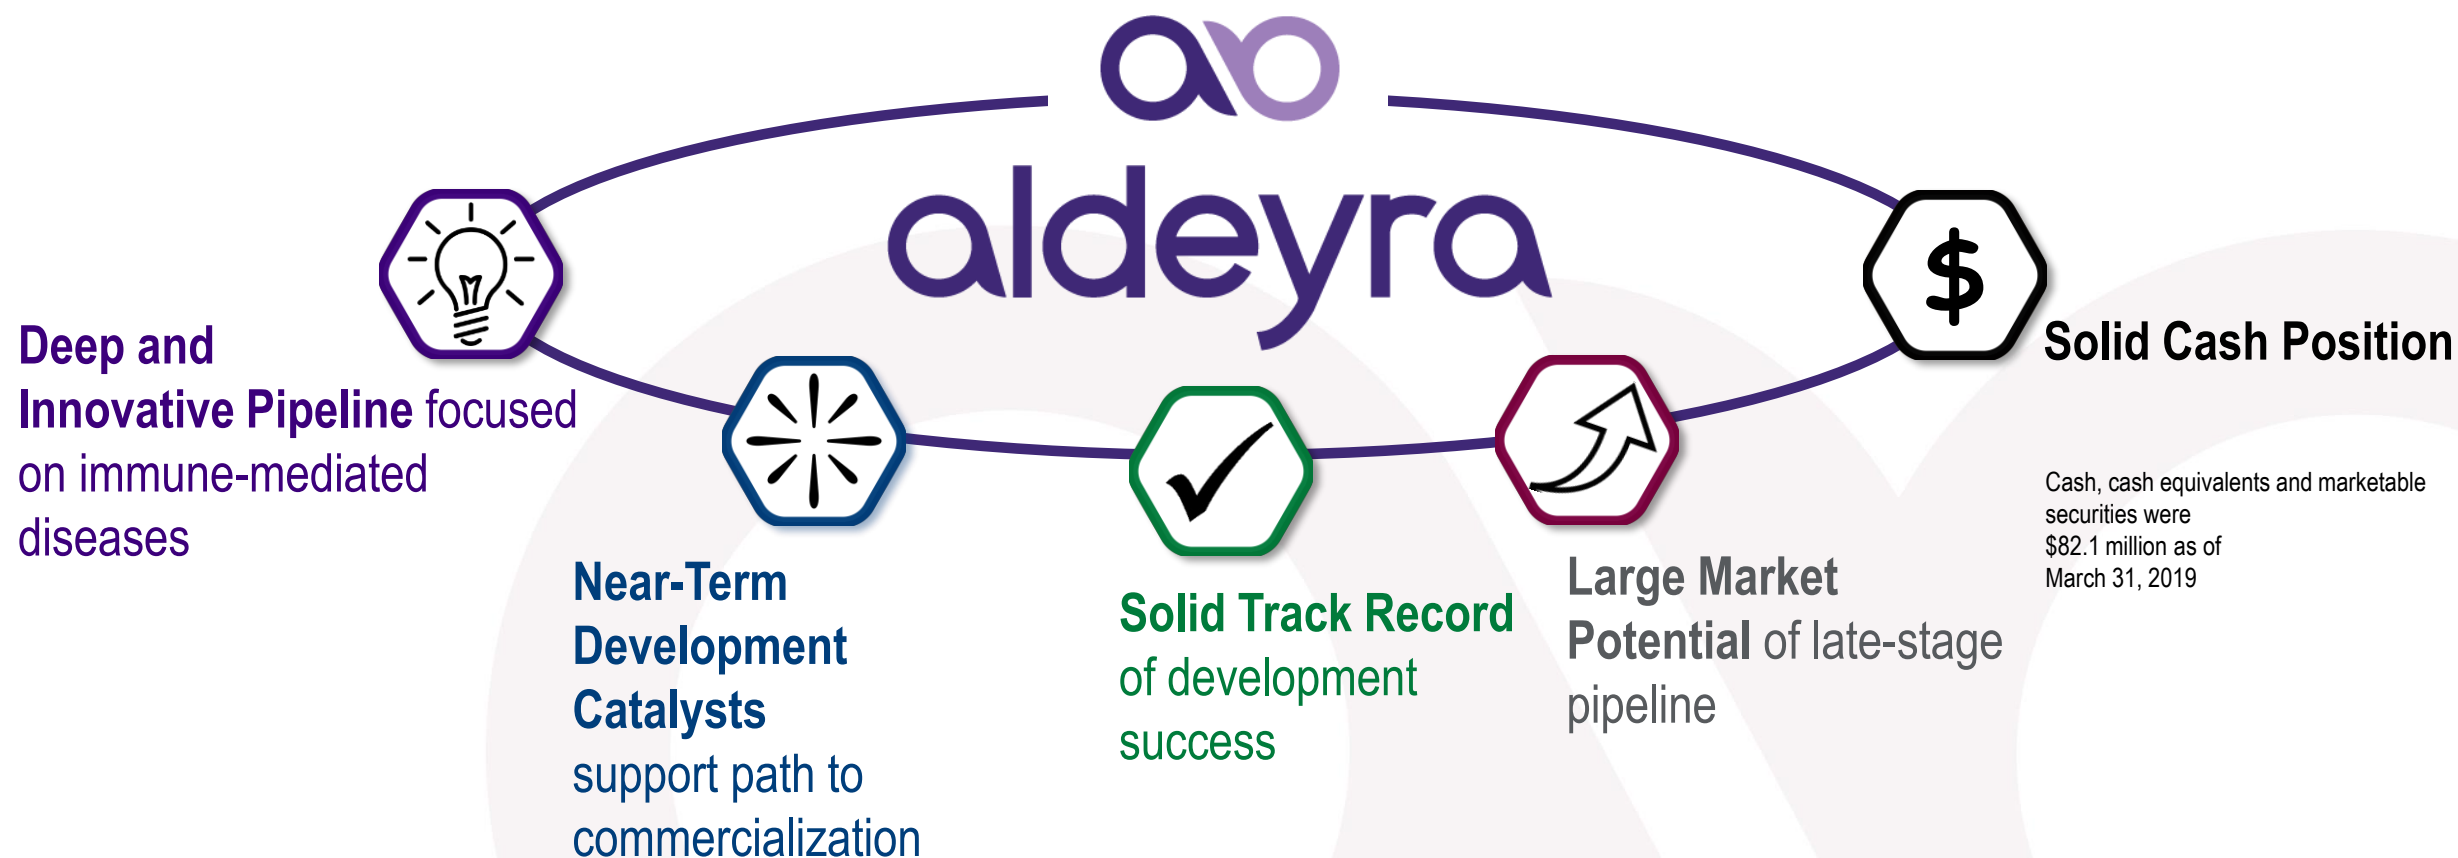 aldeyra
$
Deep and
Innovative Pipeline focused
on immune-mediated
diseases
Near-Term
Development
Catalysts
support path to
commercialization
Solid Track Record
of development
success
Large Market
Potential of late-stage
pipeline
Solid Cash Position
Cash, cash equivalents and marketable
securities were
$82.1 million as of
March 31, 2019